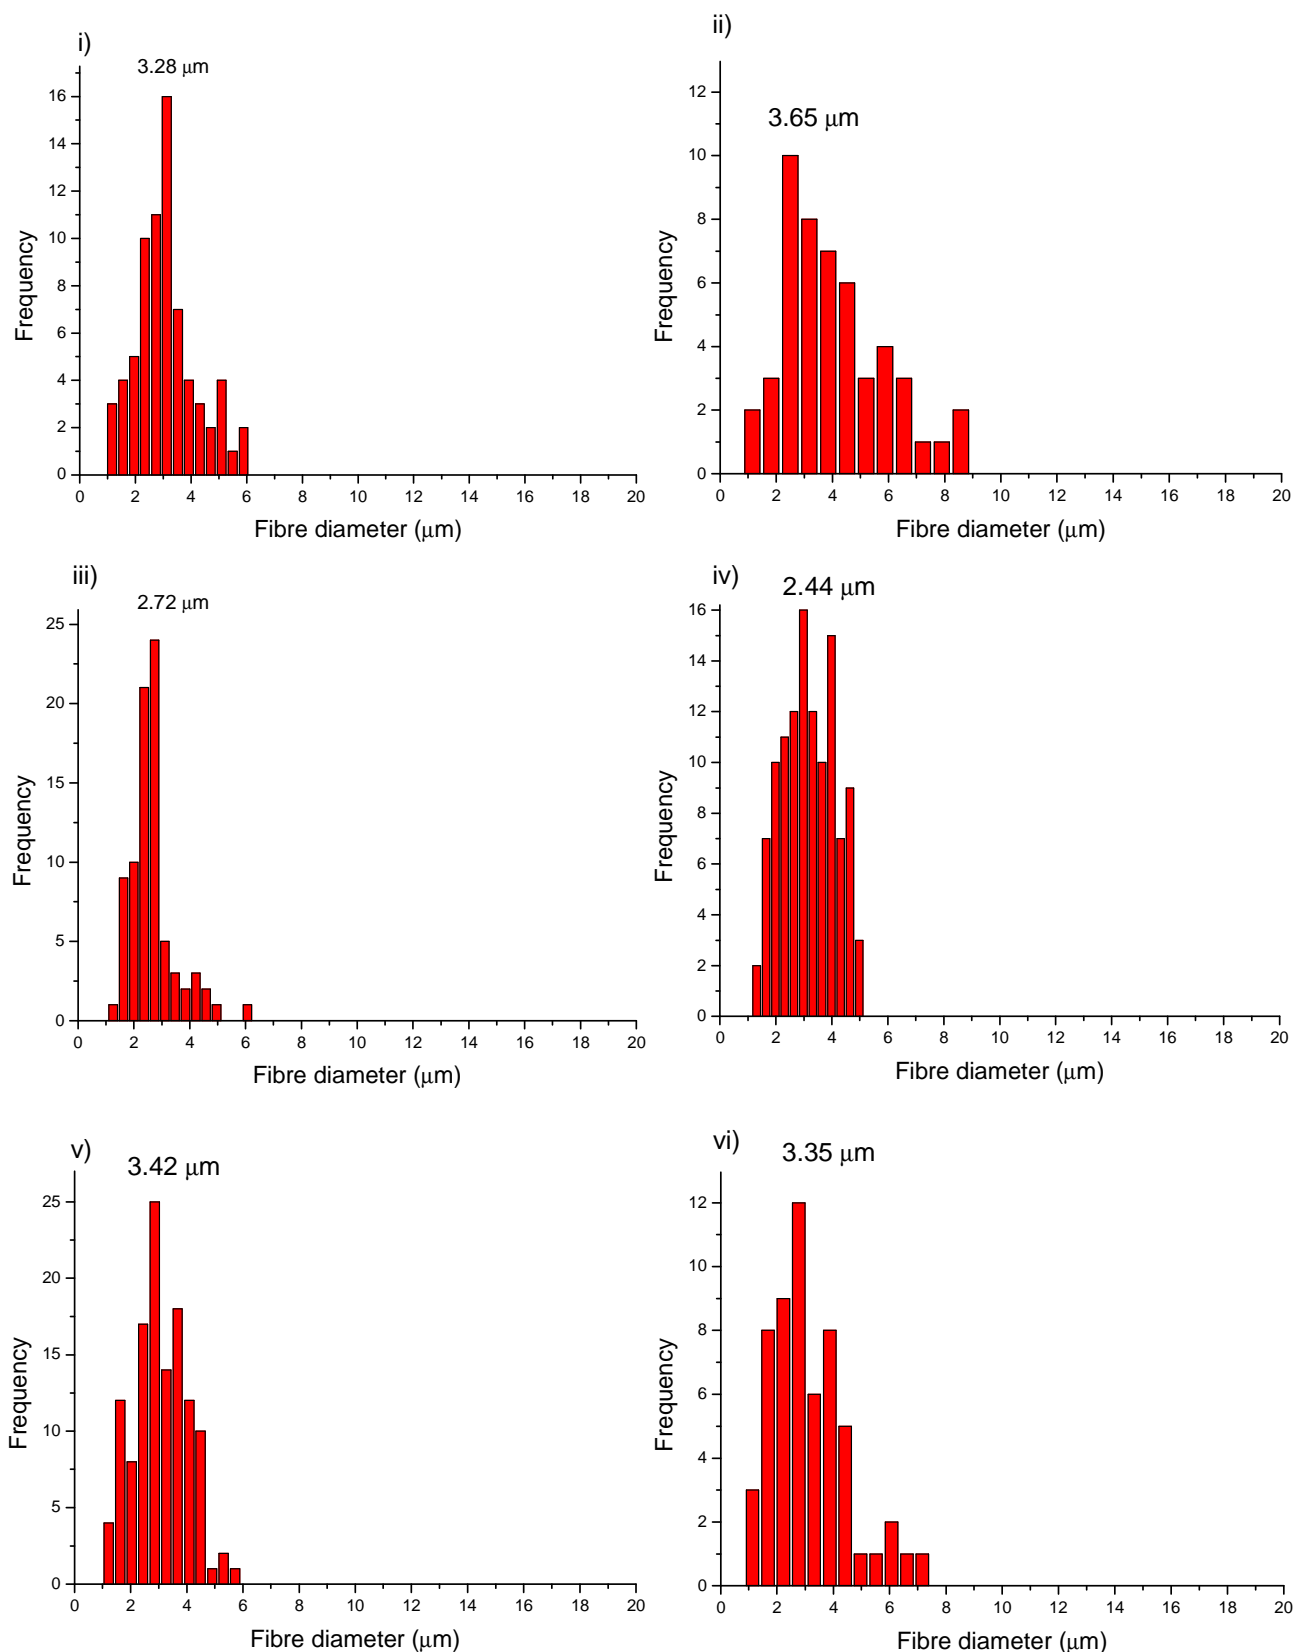 i)
3.28 μm
16
14
12
10
8
6
4
2
0
Frequency
0 2 4 6 8 10 12 14 16 18 20
Fibre diameter (μm)
ii)
3.65 μm
12
10
8
6
4
2
0
Frequency
0 2 4 6 8 10 12 14 16 18 20
Fibre diameter (μm)
iii)
2.72 μm
25
20
15
10
5
0
Frequency
0 2 4 6 8 10 12 14 16 18 20
Fibre diameter (μm)
iv)
2.44 μm
16
14
12
10
8
6
4
2
0
Frequency
0 2 4 6 8 10 12 14 16 18 20
Fibre diameter (μm)
v)
3.42 μm
25
20
15
10
5
0
Frequency
0 2 4 6 8 10 12 14 16 18 20
Fibre diameter (μm)
vi)
3.35 μm
12
10
8
6
4
2
0
Frequency
0 2 4 6 8 10 12 14 16 18 20
Fibre diameter (μm)